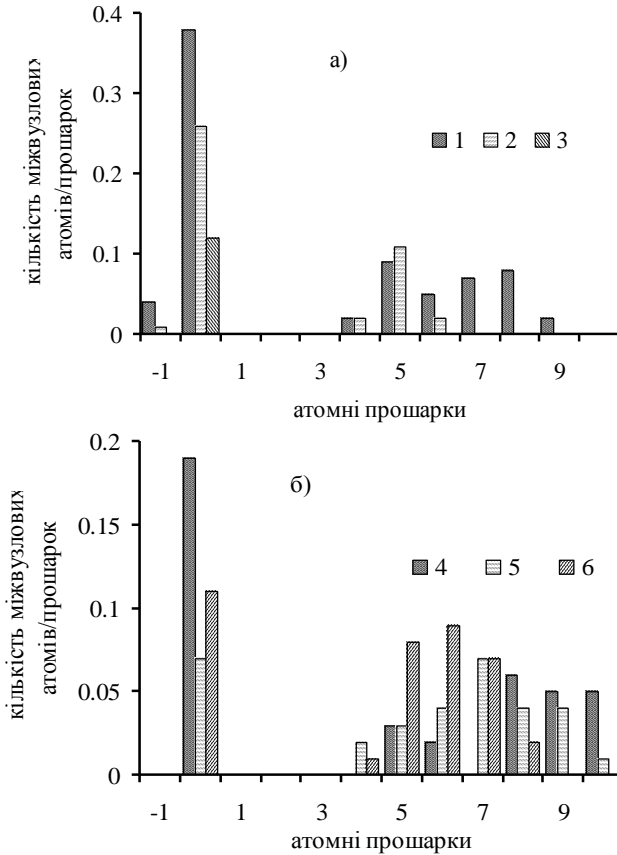 а)
кількість міжвузлових
атомів/прошарок
0.4
0.3
0.2
0.1
0
1 2 3
-1 1 3 5 7 9
атомні прошарки
б)
кількість міжвузлових
атомів/прошарок
0.2
0.15
0.1
0.05
0
4 5 6
-1 1 3 5 7 9
атомні прошарки